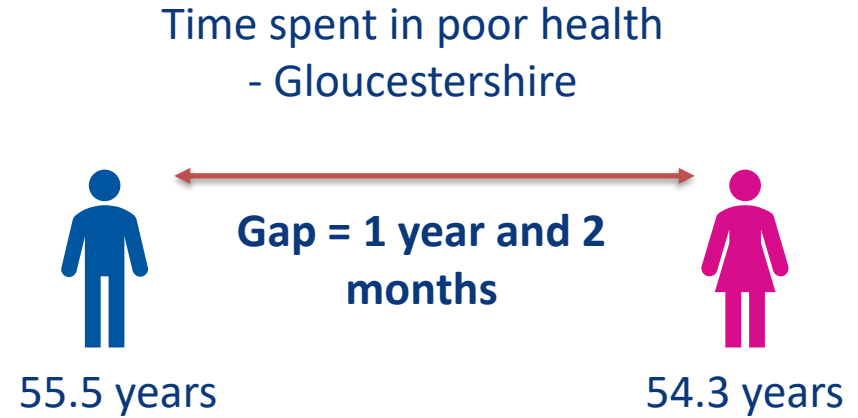 Time spent in poor health
- Gloucestershire
Gap = 1 year and 2
months
55.5 years
54.3 years